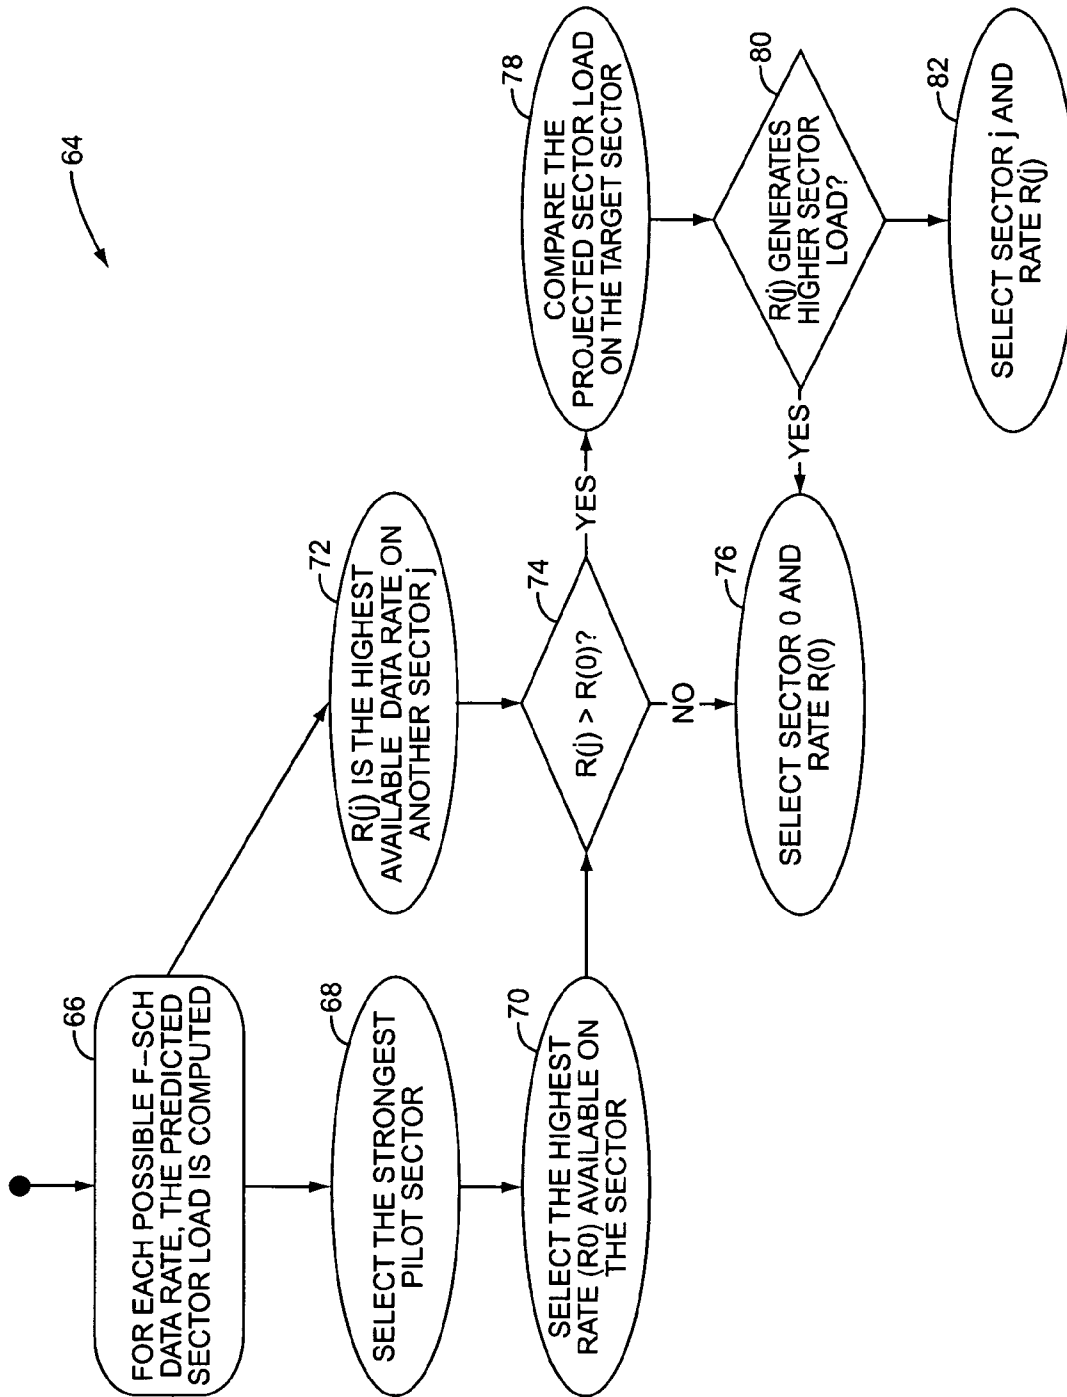 64
66
FOR EACH POSSIBLE F-SCH
DATA RATE, THE PREDICTED
SECTOR LOAD IS COMPUTED
68
SELECT THE STRONGEST
PILOT SECTOR
70
SELECT THE HIGHEST
RATE (R0) AVAILABLE ON
THE SECTOR
72
R(j) IS THE HIGHEST
AVAILABLE DATA RATE ON
ANOTHER SECTOR j
74
R(j) > R(0)?
NO
YES
76
SELECT SECTOR 0 AND
RATE R(0)
78
COMPARE THE
PROJECTED SECTOR LOAD
ON THE TARGET SECTOR
80
R(j) GENERATES
HIGHER SECTOR
LOAD?
YES
82
SELECT SECTOR j AND
RATE R(j)